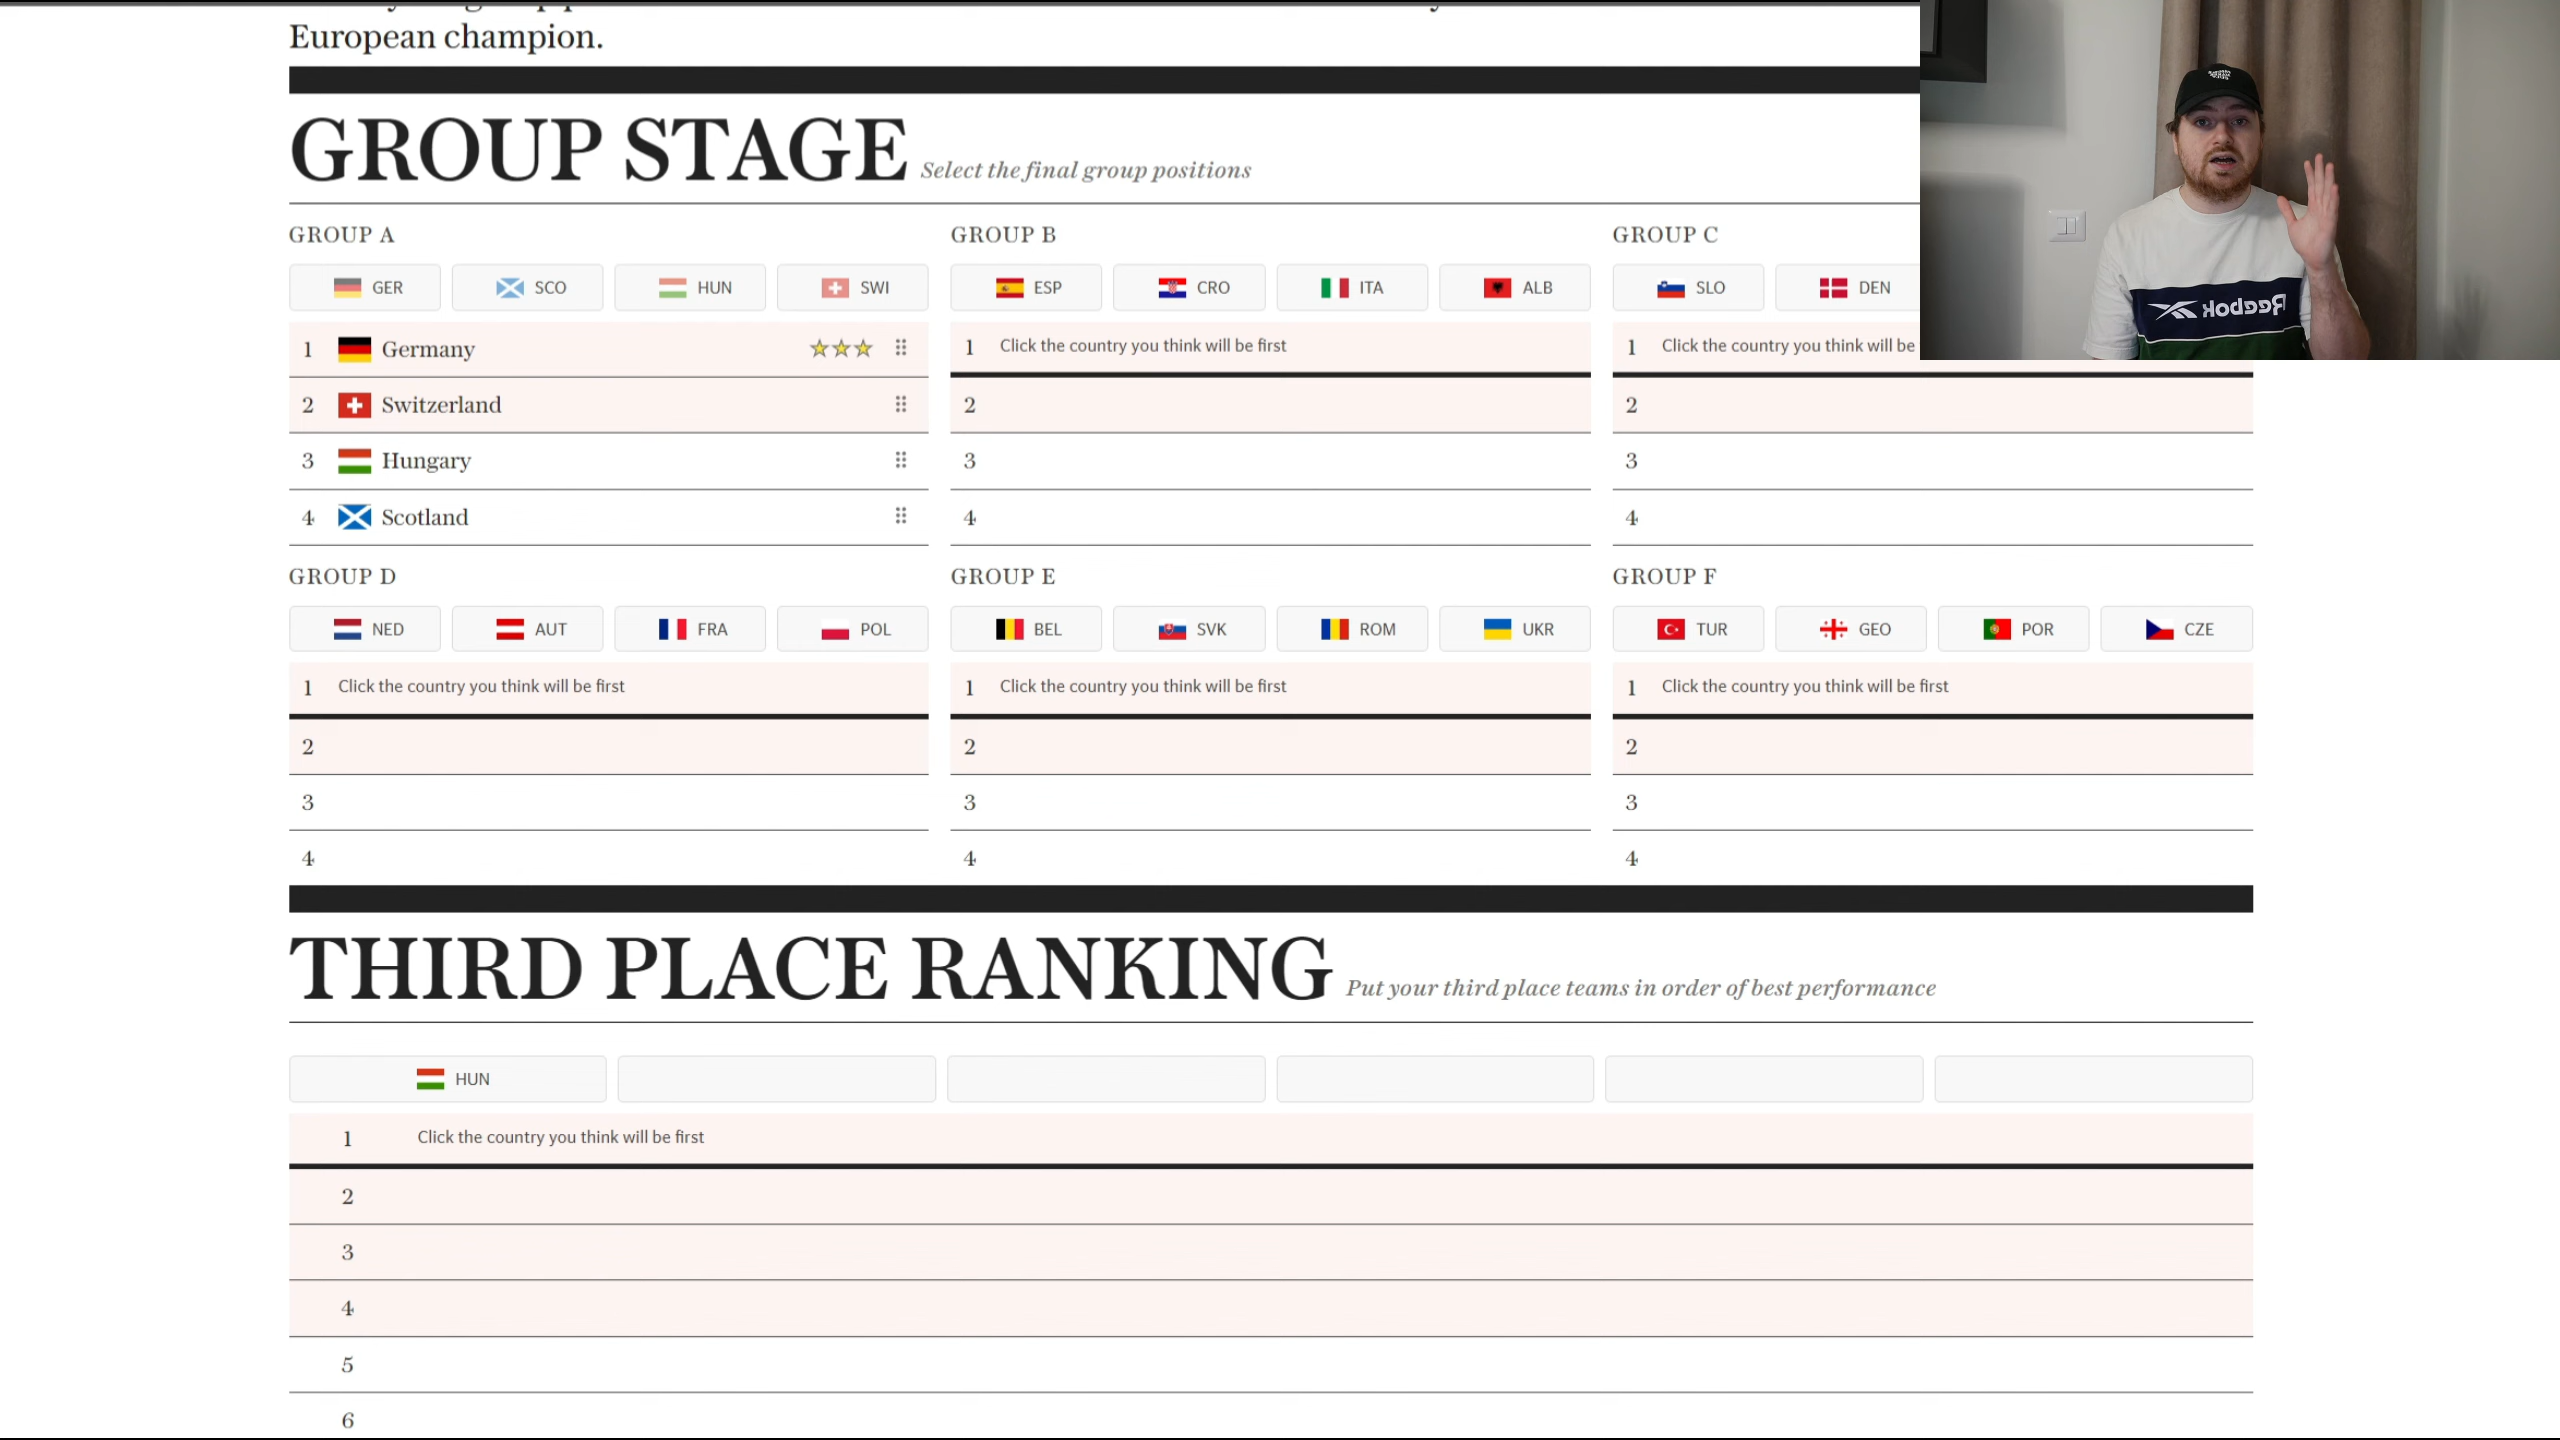 European champion.
GROUP STAGE Select the final group positions
GROUP A
GER SCO HUN SWI
1 Germany
2 Switzerland
3 Hungary
4 Scotland
GROUP B
ESP CRO ITA ALB
1 Click the country you think will be first
2
3
4
GROUP C
SLO DEN
1 Click the country you think will be
2
3
4
GROUP D
NED AUT FRA POL
1 Click the country you think will be first
2
3
4
GROUP E
BEL SVK ROM UKR
1 Click the country you think will be first
2
3
4
GROUP F
TUR GEO POR CZE
1 Click the country you think will be first
2
3
4
THIRD PLACE RANKING Put your third place teams in order of best performance
HUN
1 Click the country you think will be first
2
3
4
5
6
Reebok